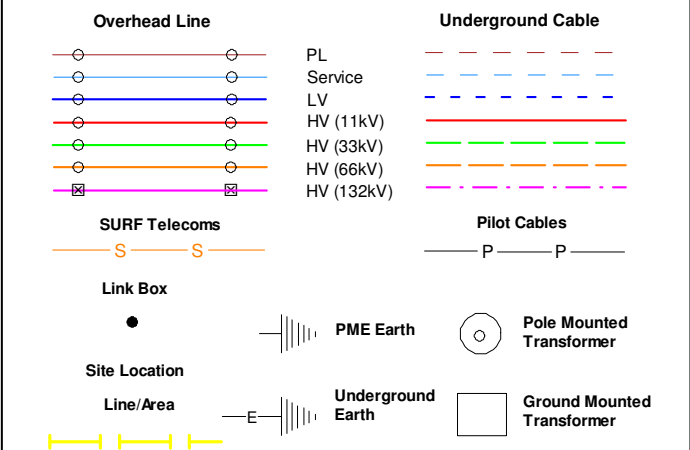 Overhead Line
Underground Cable
PL
Service
LV
HV (11kV)
HV (33kV)
HV (66kV)
HV (132kV)
SURF Telecoms
S S
Pilot Cables
P P
Link Box
PME Earth
Pole Mounted
Transformer
Site Location
Line/Area
E
Underground
Earth
Ground Mounted
Transformer